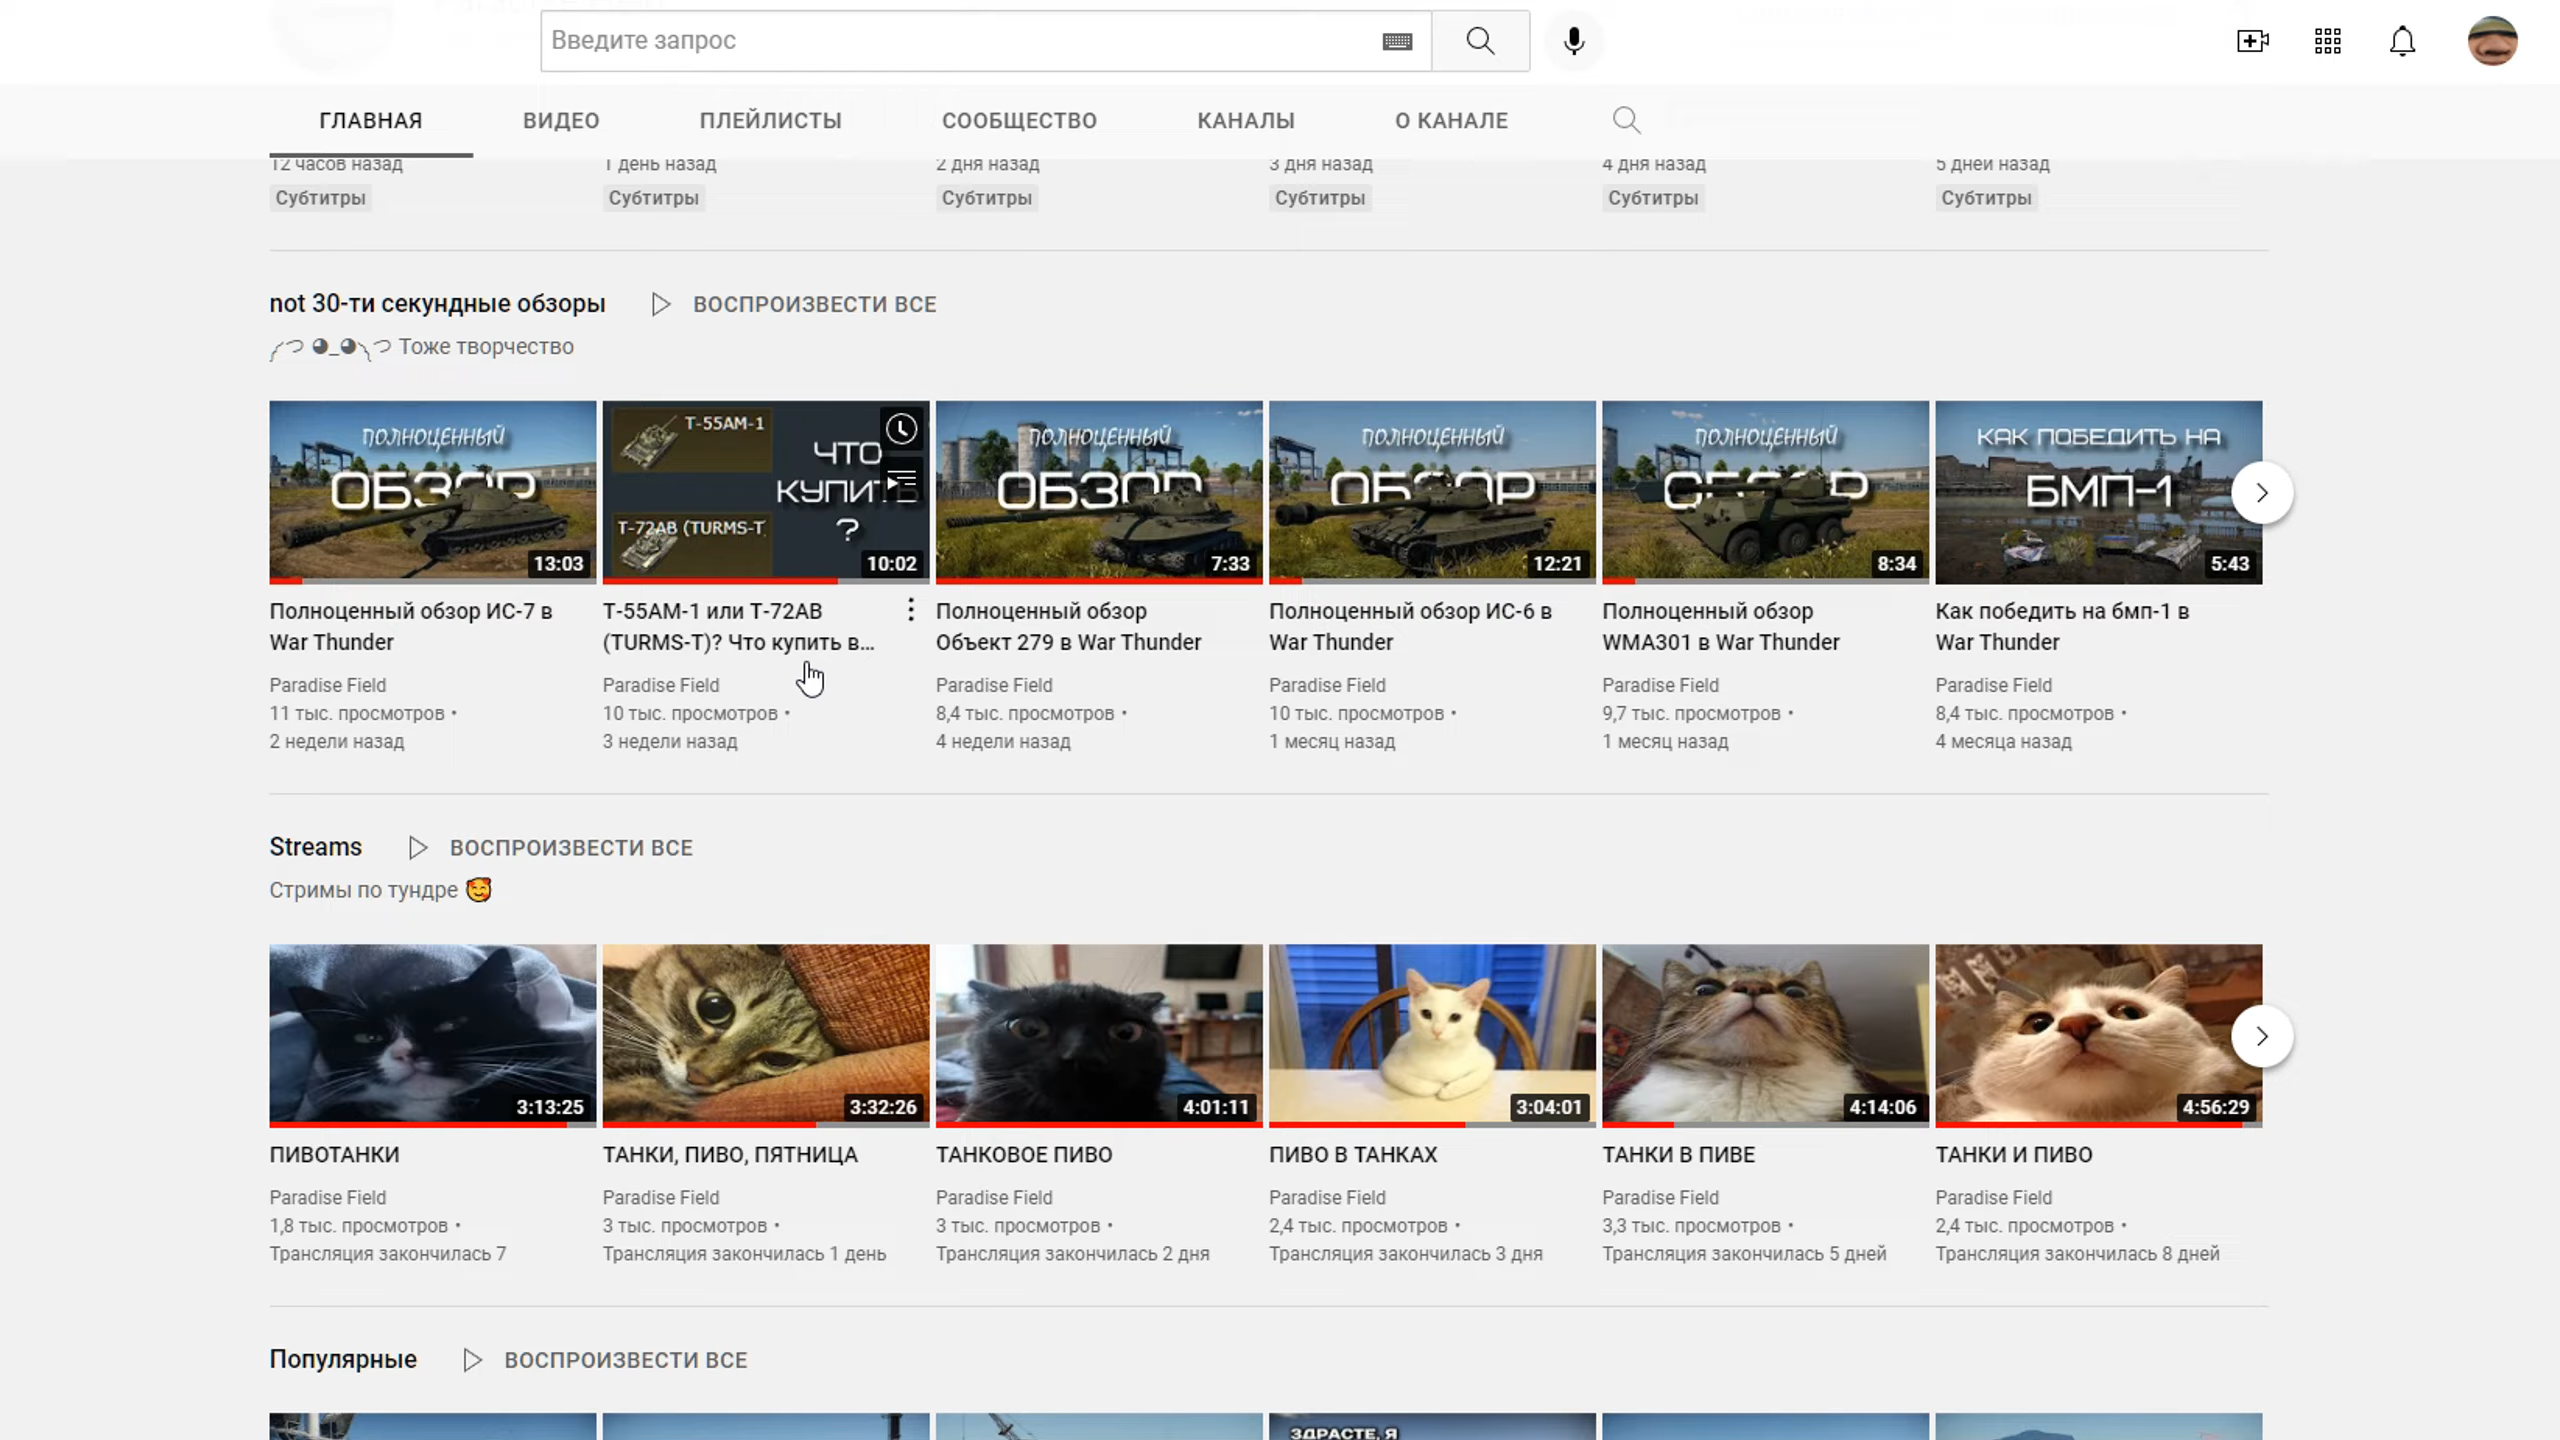 Введите запрос
ГЛАВНАЯ ВИДЕО ПЛЕЙЛИСТЫ СООБЩЕСТВО КАНАЛЫ О КАНАЛЕ
12 часов назад 1 день назад 2 дня назад 3 дня назад 4 дня назад 5 дней назад
Субтитры Субтитры Субтитры Субтитры Субтитры Субтитры
not 30-ти секундные обзоры ВОСПРОИЗВЕСТИ ВСЕ
╭つ ◕_◕╮つ Тоже творчество
ПОЛНОЦЕННЫЙ
ОБЗОР
13:03
T-55AM-1
ЧТО
КУПИТЬ
?
T-72AB (TURMS-T
10:02
ПОЛНОЦЕННЫЙ
ОБЗОР
7:33
ПОЛНОЦЕННЫЙ
ОБЗОР
12:21
ПОЛНОЦЕННЫЙ
ОБЗОР
8:34
КАК ПОБЕДИТЬ НА
БМП-1
5:43
Полноценный обзор ИС-7 в
War Thunder
Paradise Field
11 тыс. просмотров •
2 недели назад
Т-55АМ-1 или Т-72АВ
(TURMS-T)? Что купить в...
Paradise Field
10 тыс. просмотров •
3 недели назад
Полноценный обзор
Объект 279 в War Thunder
Paradise Field
8,4 тыс. просмотров •
4 недели назад
Полноценный обзор ИС-6 в
War Thunder
Paradise Field
10 тыс. просмотров •
1 месяц назад
Полноценный обзор
WMA301 в War Thunder
Paradise Field
9,7 тыс. просмотров •
1 месяц назад
Как победить на бмп-1 в
War Thunder
Paradise Field
8,4 тыс. просмотров •
4 месяца назад
Streams ВОСПРОИЗВЕСТИ ВСЕ
Стримы по тундре 🥰
3:13:25
3:32:26
4:01:11
3:04:01
4:14:06
4:56:29
ПИВОТАНКИ
Paradise Field
1,8 тыс. просмотров •
Трансляция закончилась 7
ТАНКИ, ПИВО, ПЯТНИЦА
Paradise Field
3 тыс. просмотров •
Трансляция закончилась 1 день
ТАНКОВОЕ ПИВО
Paradise Field
3 тыс. просмотров •
Трансляция закончилась 2 дня
ПИВО В ТАНКАХ
Paradise Field
2,4 тыс. просмотров •
Трансляция закончилась 3 дня
ТАНКИ В ПИВЕ
Paradise Field
3,3 тыс. просмотров •
Трансляция закончилась 5 дней
ТАНКИ И ПИВО
Paradise Field
2,4 тыс. просмотров •
Трансляция закончилась 8 дней
Популярные ВОСПРОИЗВЕСТИ ВСЕ
ЗДРАСТЕ, Я